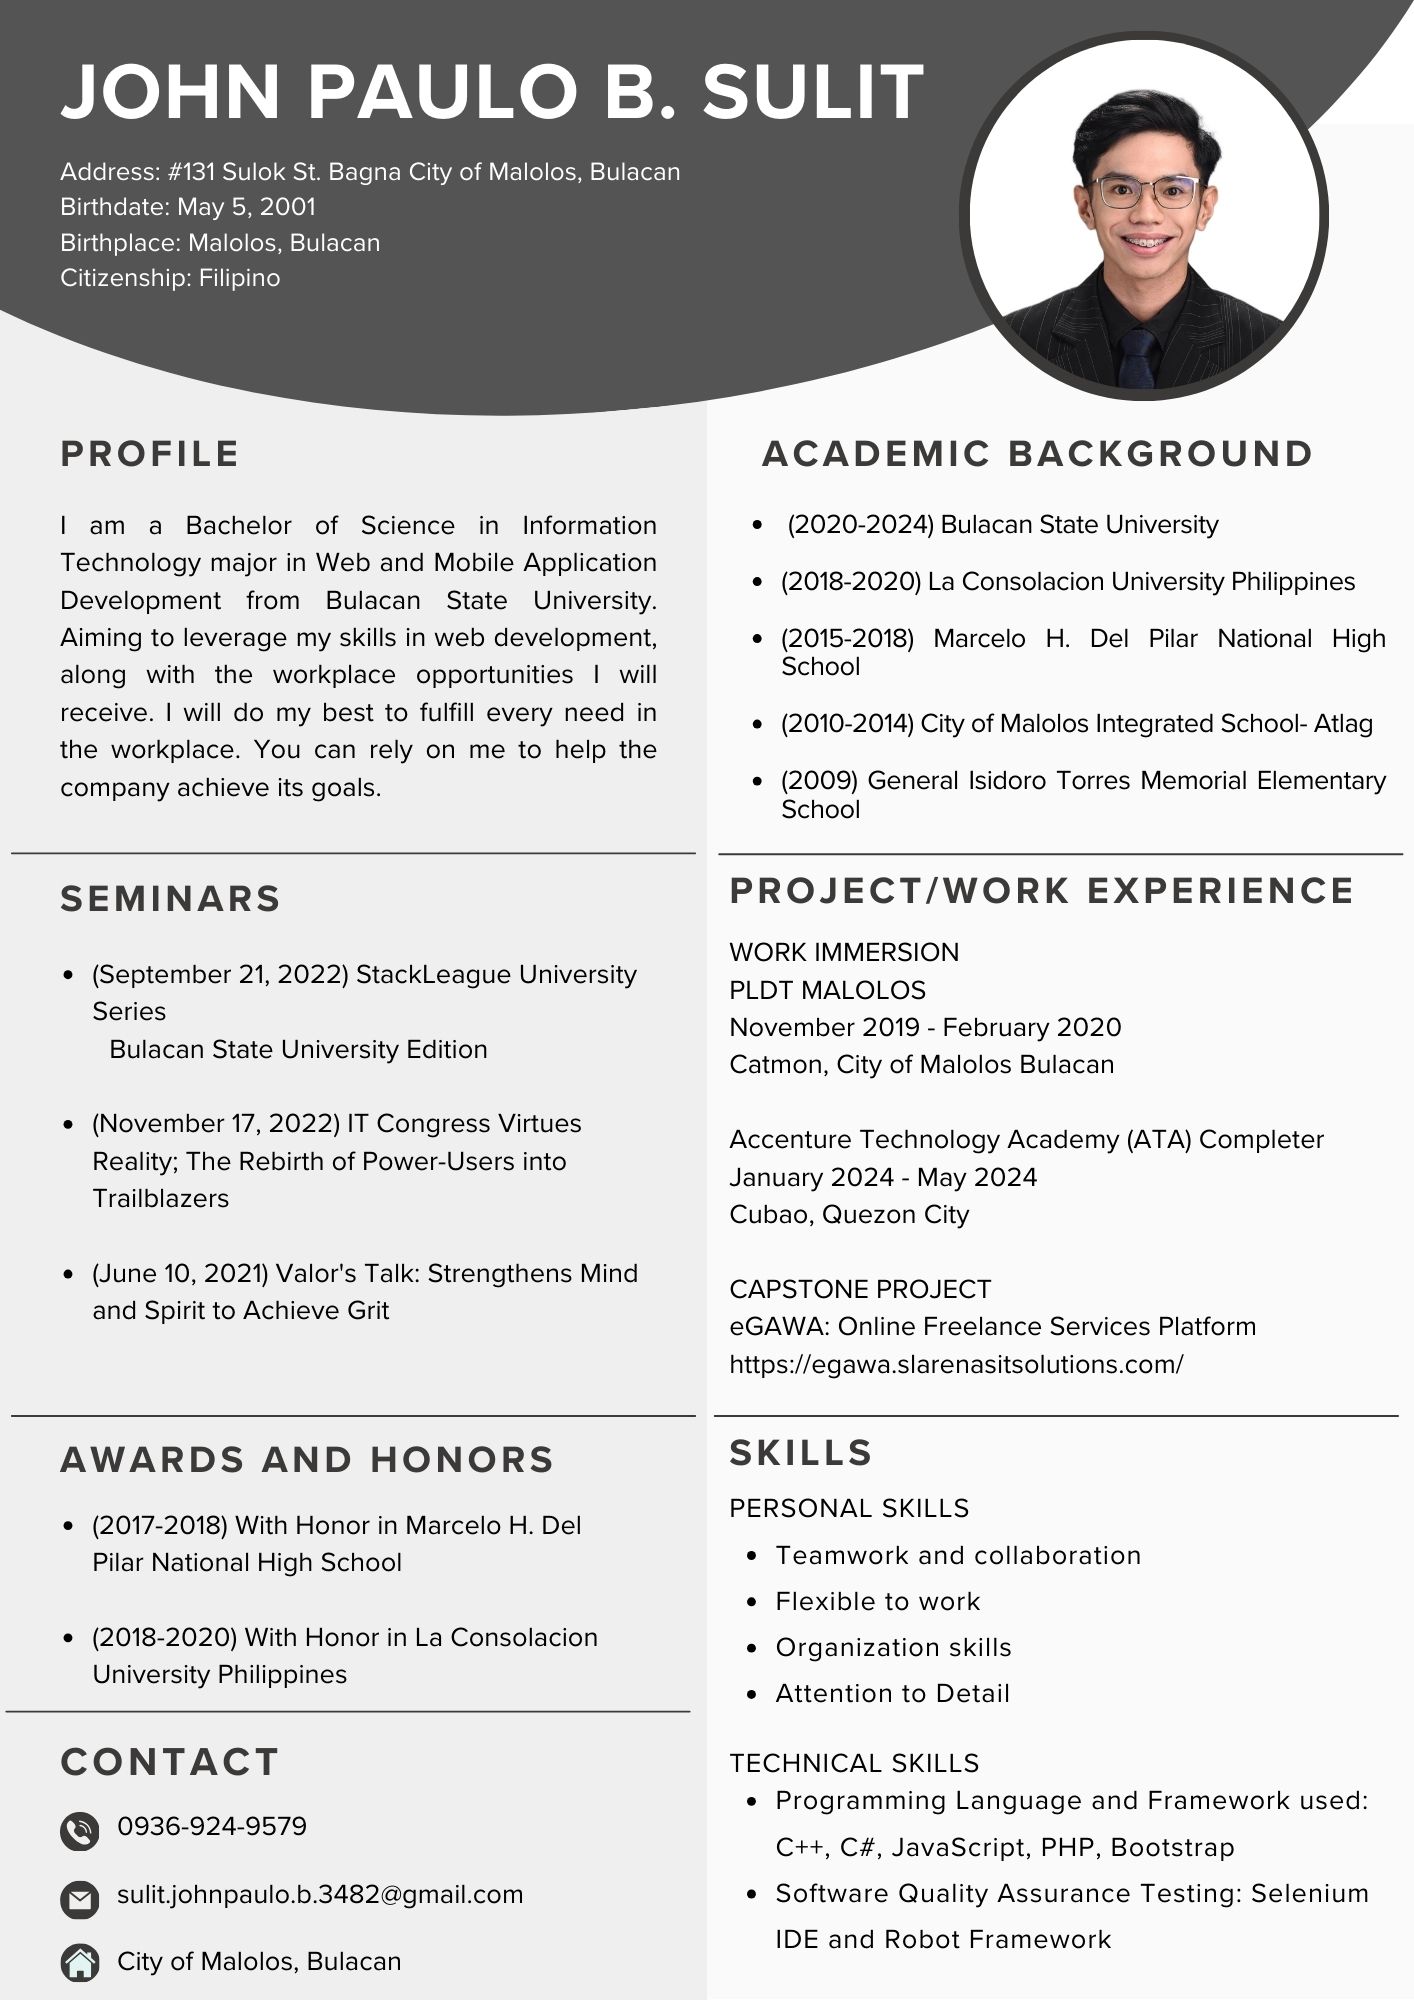 JOHN PAULO B. SULIT
Address: #131 Sulok St. Bagna City of Malolos, Bulacan
Birthdate: May 5, 2001
Birthplace: Malolos, Bulacan
Citizenship: Filipino
PROFILE
I am a Bachelor of Science in Information
Technology major in Web and Mobile Application
Development from Bulacan State University.
Aiming to leverage my skills in web development,
along with the workplace opportunities I will
receive. I will do my best to fulfill every need in
the workplace. You can rely on me to help the
company achieve its goals.
SEMINARS
• (September 21, 2022) StackLeague University
Series
Bulacan State University Edition
• (November 17, 2022) IT Congress Virtues
Reality; The Rebirth of Power-Users into
Trailblazers
• (June 10, 2021) Valor's Talk: Strengthens Mind
and Spirit to Achieve Grit
AWARDS AND HONORS
• (2017-2018) With Honor in Marcelo H. Del
Pilar National High School
• (2018-2020) With Honor in La Consolacion
University Philippines
CONTACT
0936-924-9579
sulit.johnpaulo.b.3482@gmail.com
City of Malolos, Bulacan
ACADEMIC BACKGROUND
• (2020-2024) Bulacan State University
• (2018-2020) La Consolacion University Philippines
• (2015-2018) Marcelo H. Del Pilar National High
School
• (2010-2014) City of Malolos Integrated School- Atlag
• (2009) General Isidoro Torres Memorial Elementary
School
PROJECT/WORK EXPERIENCE
WORK IMMERSION
PLDT MALOLOS
November 2019 - February 2020
Catmon, City of Malolos Bulacan
Accenture Technology Academy (ATA) Completer
January 2024 - May 2024
Cubao, Quezon City
CAPSTONE PROJECT
eGAWA: Online Freelance Services Platform
https://egawa.slarenasitsolutions.com/
SKILLS
PERSONAL SKILLS
• Teamwork and collaboration
• Flexible to work
• Organization skills
• Attention to Detail
TECHNICAL SKILLS
• Programming Language and Framework used:
C++, C#, JavaScript, PHP, Bootstrap
• Software Quality Assurance Testing: Selenium
IDE and Robot Framework